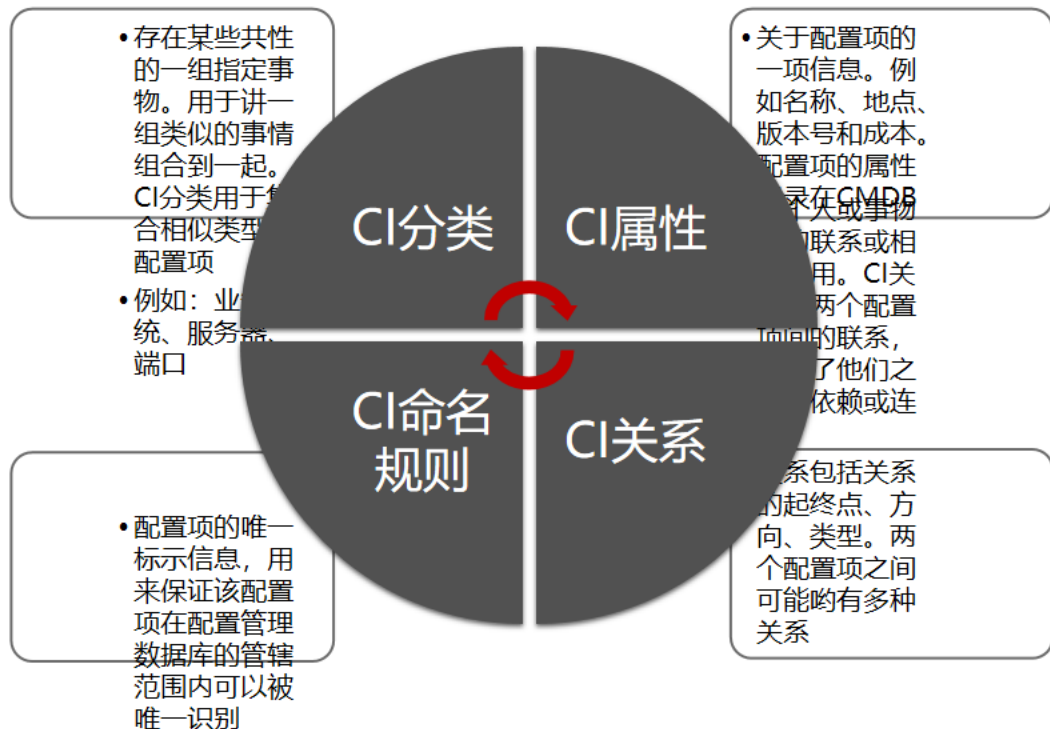 • 存在某些共性
的一组指定事
物。用于讲一
组类似的事情
组合到一起。
CI分类用于集
合相似类型
配置项
• 例如：业
统、服务器、
端口
CI分类
CI属性
• 关于配置项的
一项信息。例
如名称、地点、
版本号和成本。
配置项的属性
录在CMDB
人或事物
联系或相
用。CI关
两个配置
项间的联系，
了他们之
依赖或连
CI命名
规则
CI关系
• 配置项的唯一
标示信息，用
来保证该配置
项在配置管理
数据库的管辖
范围内可以被
唯一识别
系包括关系
的起终点、方
向、类型。两
个配置项之间
可能哟有多种
关系